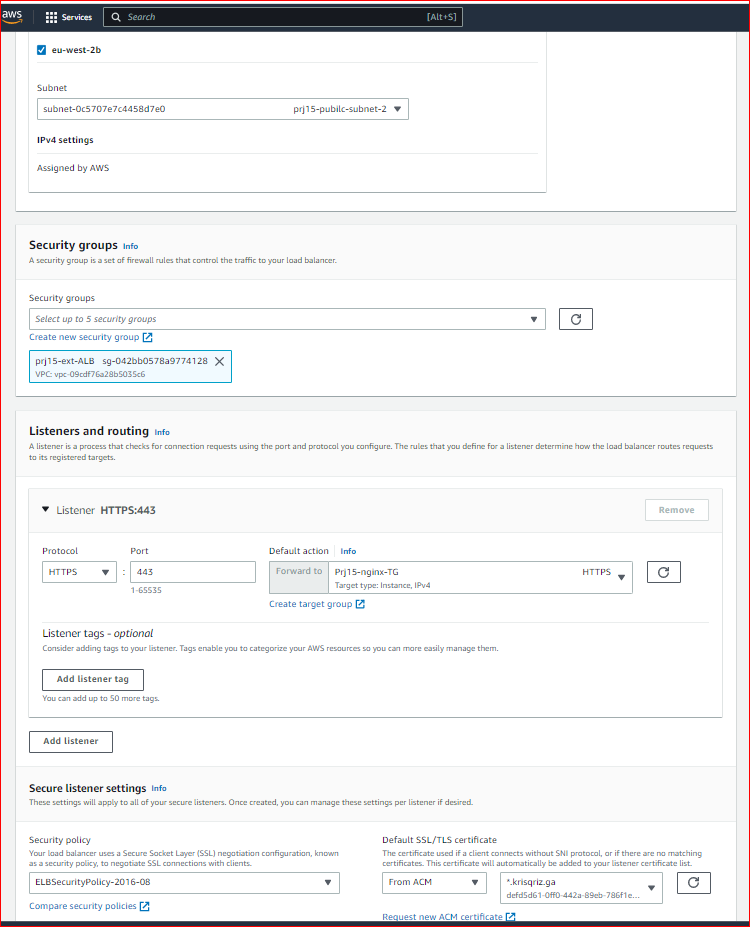 aws Services Search [Alt+S]
eu-west-2b
Subnet
subnet-0c5707e7c4458d7e0 prj15-pubilc-subnet-2
IPv4 settings
Assigned by AWS
Security groups Info
A security group is a set of firewall rules that control the traffic to your load balancer.
Security groups
Select up to 5 security groups
Create new security group
prj15-ext-ALB sg-042bb0578a9774128
VPC: vpc-09cdf76a28b5035c6
Listeners and routing Info
A listener is a process that checks for connection requests using the port and protocol you configure. The rules that you define for a listener determine how the load balancer routes requests
to its registered targets.
Listener HTTPS:443 Remove
Protocol Port Default action Info
HTTPS : 443 Forward to Prj15-nginx-TG HTTPS
Target type: Instance, IPv4
1-65535
Create target group
Listener tags - optional
Consider adding tags to your listener. Tags enable you to categorize your AWS resources so you can more easily manage them.
Add listener tag
You can add up to 50 more tags.
Add listener
Secure listener settings Info
These settings will apply to all of your secure listeners. Once created, you can manage these settings per listener if desired.
Security policy
Your load balancer uses a Secure Socket Layer (SSL) negotiation configuration, known
as a security policy, to negotiate SSL connections with clients.
ELBSecurityPolicy-2016-08
Compare security policies
Default SSL/TLS certificate
The certificate used if a client connects without SNI protocol, or if there are no matching
certificates. This certificate will automatically be added to your listener certificate list.
From ACM *.krisqriz.ga
defd5d61-0ff0-442a-89eb-786f1e...
Request new ACM certificate